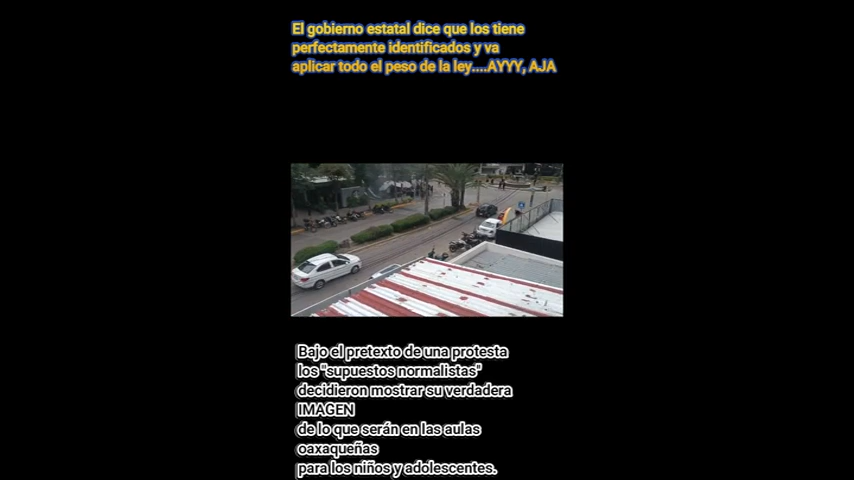 El gobierno estatal dice que los tiene
perfectamente identificados y va
aplicar todo el peso de la ley....AYYY, AJA
Bajo el pretexto de una protesta
los "supuestos normalistas"
decidieron mostrar su verdadera
IMAGEN
de lo que serán en las aulas
oaxaqueñas
para los niños y adolescentes.